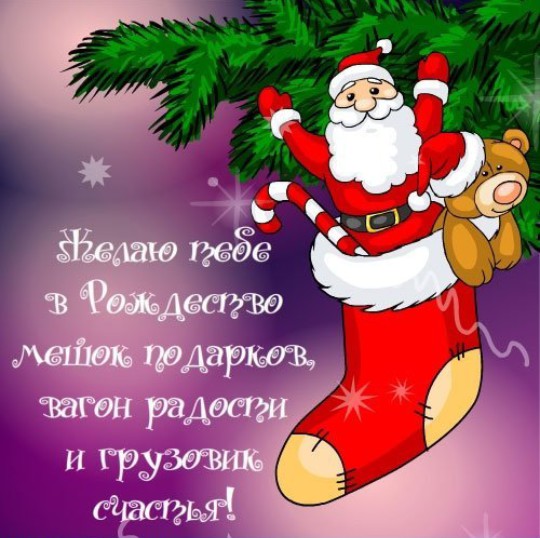 Желаю тебе
в Рождество
мешок подарков,
вагон радости
и грузовик
счастья!